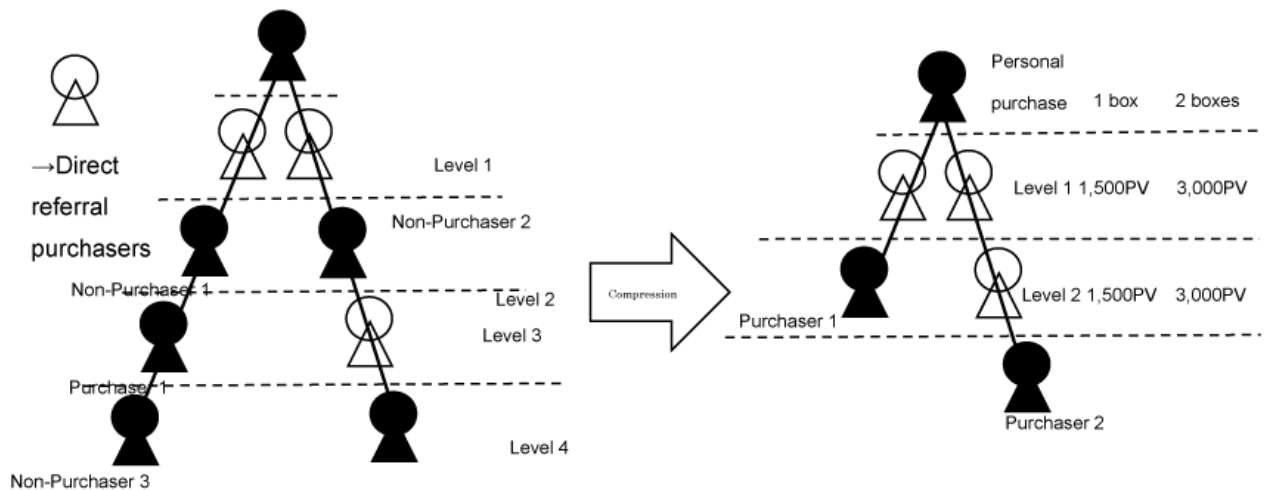 →Direct
referral
purchasers
Level 1
Non-Purchaser 2
Non-Purchaser 1
Level 2
Level 3
Purchase 1
Level 4
Non-Purchaser 3
Compression
Personal
purchase 1 box 2 boxes
Level 1 1,500PV 3,000PV
Level 2 1,500PV 3,000PV
Purchaser 1
Purchaser 2